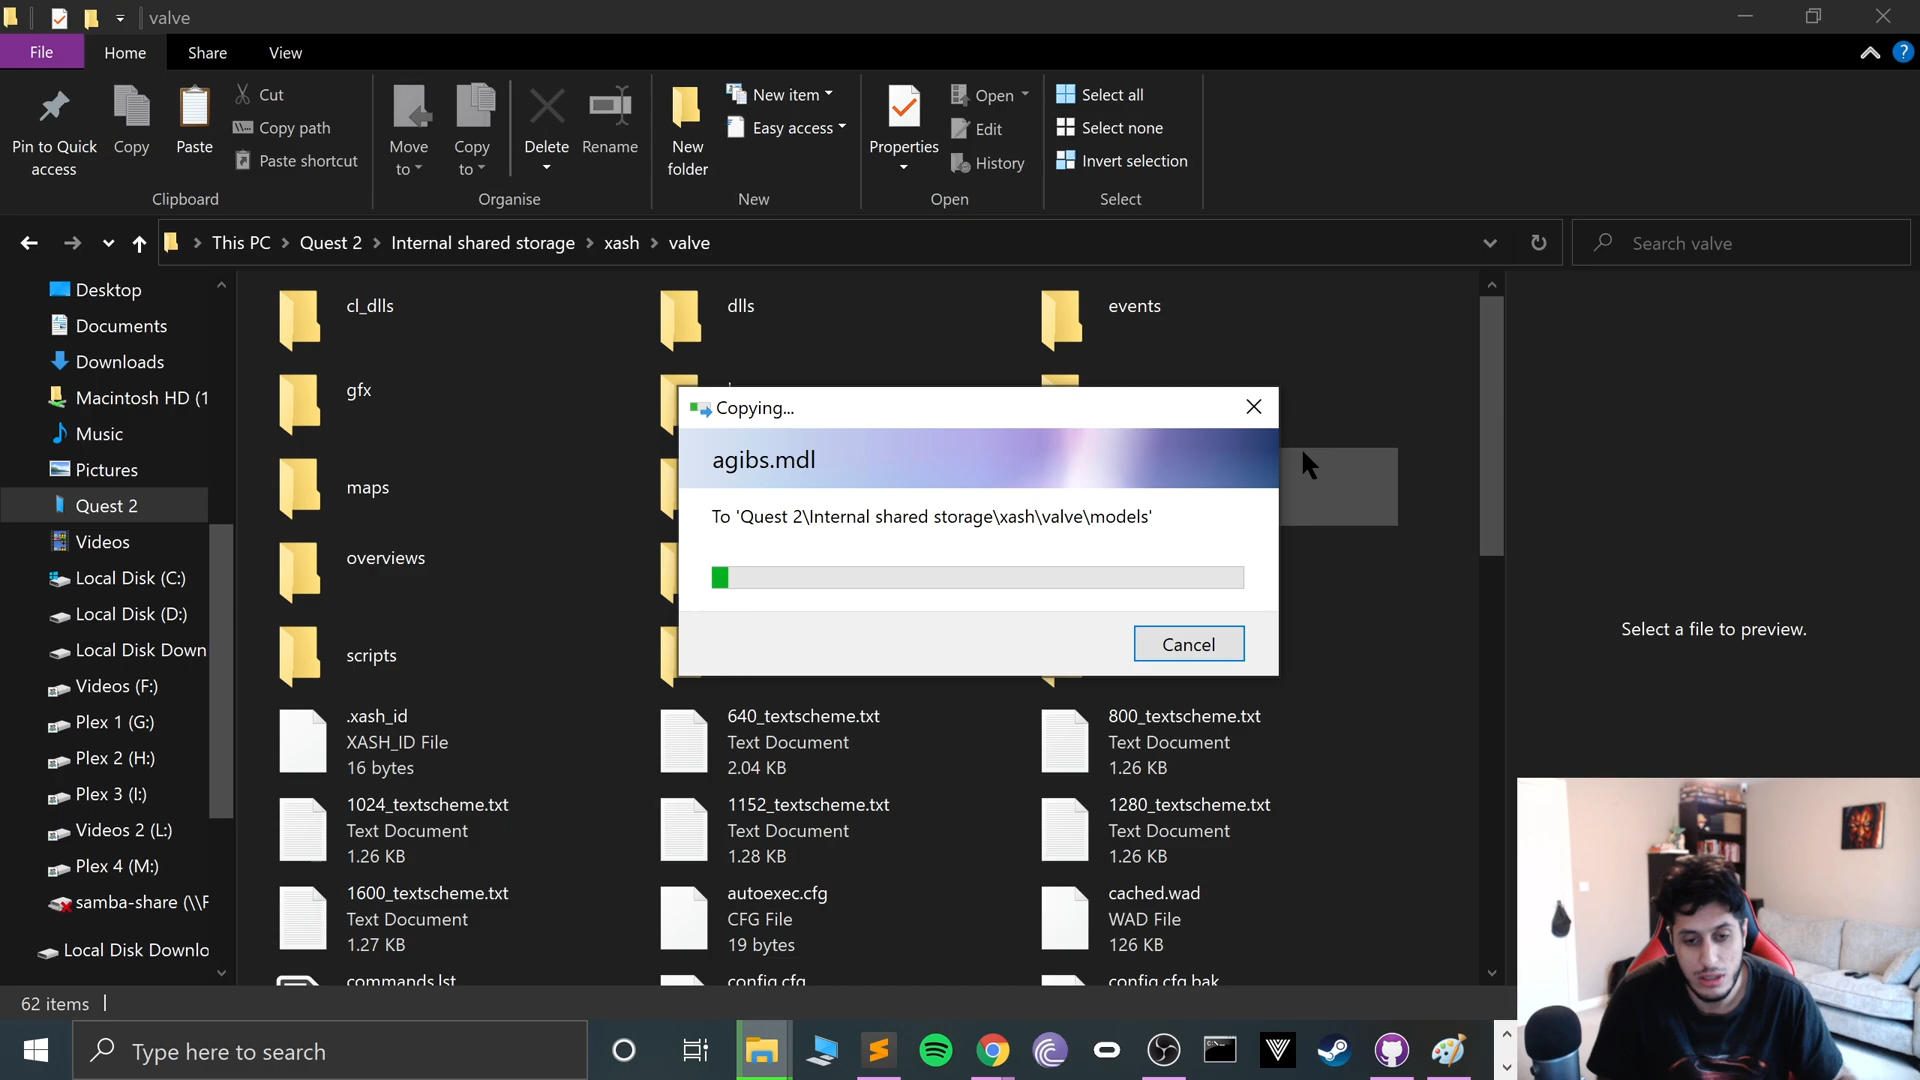 valve
File Home Share View
Pin to Quick access
Copy
Paste
Cut
Copy path
Paste shortcut
Clipboard
Move to
Copy to
Delete
Rename
Organise
New folder
New item
Easy access
New
Properties
Open
Edit
History
Open
Select all
Select none
Invert selection
Select
This PC Quest 2 Internal shared storage xash valve
Search valve
Desktop
Documents
Downloads
Macintosh HD (1
Music
Pictures
Quest 2
Videos
Local Disk (C:)
Local Disk (D:)
Local Disk Down
Videos (F:)
Plex 1 (G:)
Plex 2 (H:)
Plex 3 (I:)
Videos 2 (L:)
Plex 4 (M:)
samba-share (\\F
Local Disk Downlo
cl_dlls
dlls
events
gfx
maps
overviews
scripts
Copying...
agibs.mdl
To 'Quest 2\Internal shared storage\xash\valve\models'
Cancel
.xash_id
XASH_ID File
16 bytes
640_textscheme.txt
Text Document
2.04 KB
800_textscheme.txt
Text Document
1.26 KB
1024_textscheme.txt
Text Document
1.26 KB
1152_textscheme.txt
Text Document
1.28 KB
1280_textscheme.txt
Text Document
1.26 KB
1600_textscheme.txt
Text Document
1.27 KB
autoexec.cfg
CFG File
19 bytes
cached.wad
WAD File
126 KB
commands.lst
config.cfg
config.cfg.bak
Select a file to preview.
62 items
Type here to search